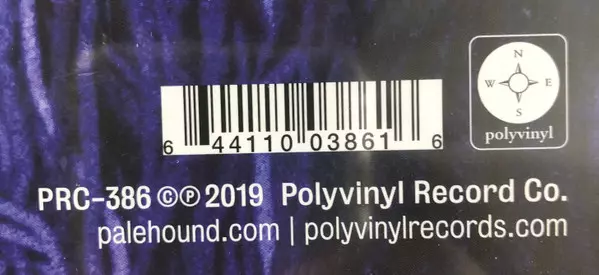 N
W E
S
polyvinyl
6 44110 03861 6
PRC-386 ©℗ 2019 Polyvinyl Record Co.
palehound.com | polyvinylrecords.com